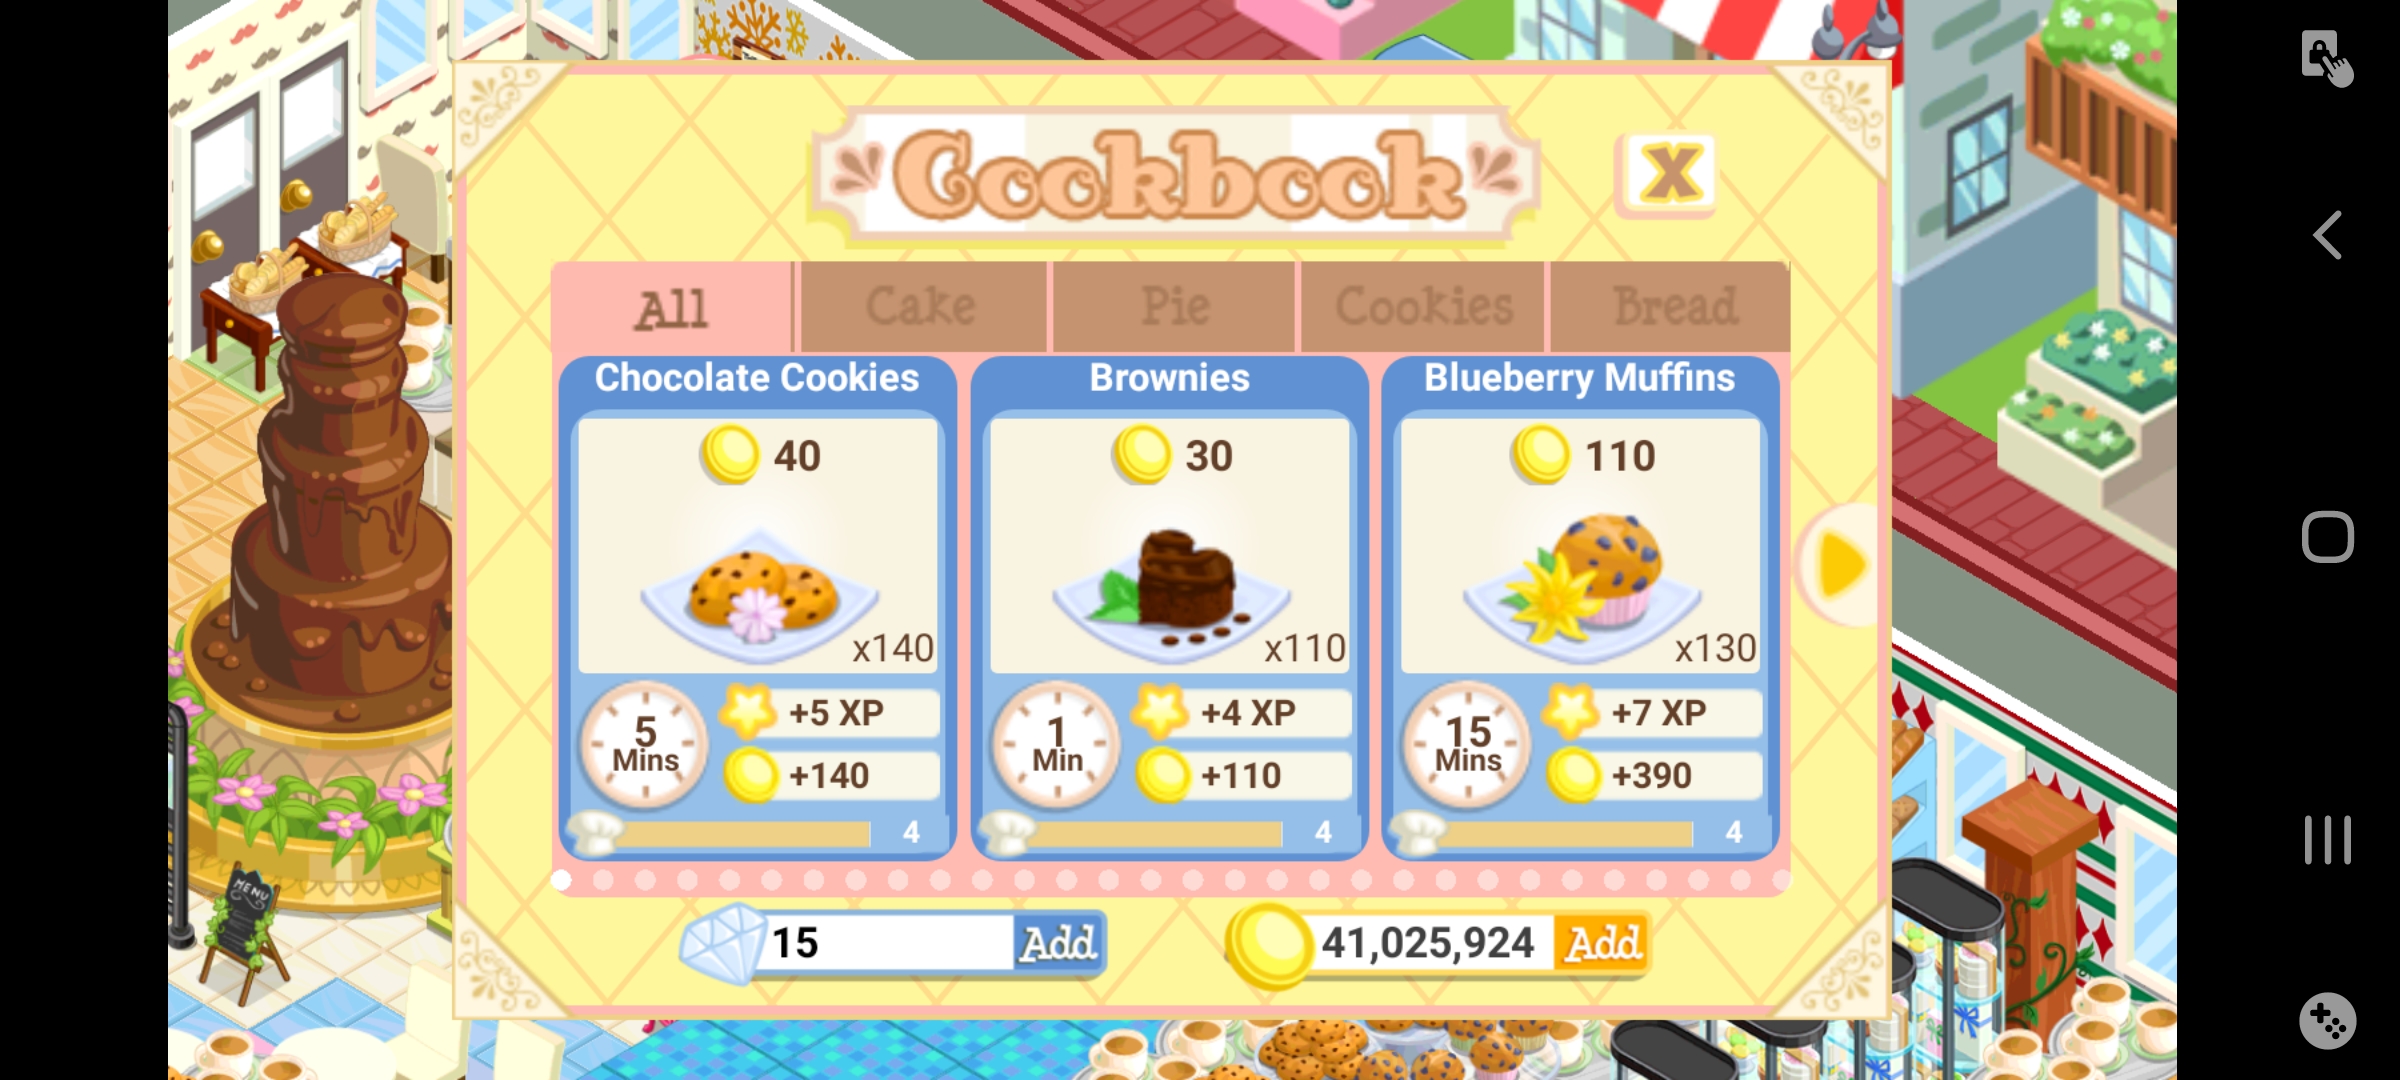 Cookbook
X
All
Cake
Pie
Cookies
Bread
Chocolate Cookies
40
x140
5
Mins
+5 XP
+140
4
Brownies
30
x110
1
Min
+4 XP
+110
4
Blueberry Muffins
110
x130
15
Mins
+7 XP
+390
4
15
Add
41,025,924
Add
MENU